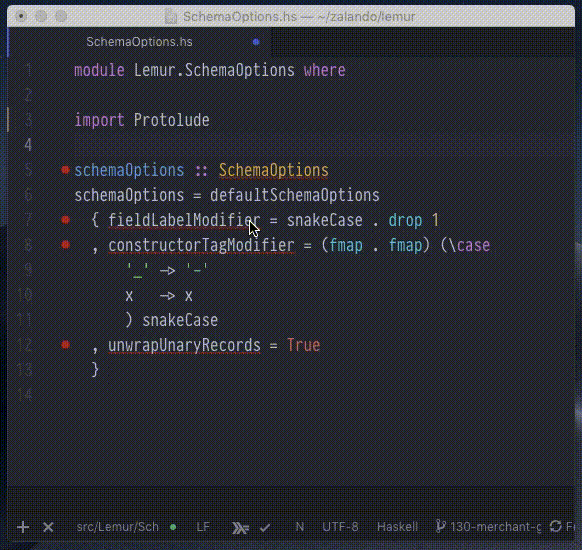 SchemaOptions.hs — ~/zalando/lemur
SchemaOptions.hs
1 module Lemur.SchemaOptions where
2
3 import Protolude
4
5 schemaOptions :: SchemaOptions
6 schemaOptions = defaultSchemaOptions
7 { fieldLabelModifier = snakeCase . drop 1
8 , constructorTagModifier = (fmap . fmap) (\case
9 '_' -> '-'
10 x -> x
11 ) snakeCase
12 , unwrapUnaryRecords = True
13 }
14
src/Lemur/Sch LF N UTF-8 Haskell 130-merchant-g Fe